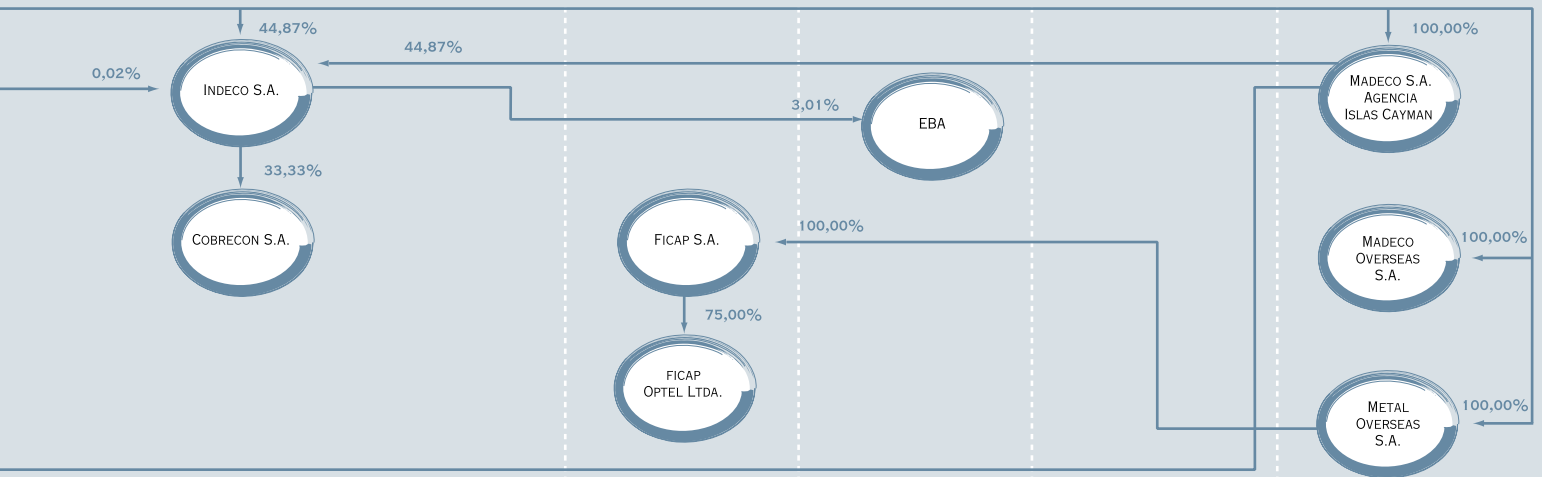 44,87%
100,00%
44,87%
0,02%
INDECO S.A.
MADECO S.A.
AGENCIA
ISLAS CAYMAN
3,01%
EBA
33,33%
COBRECON S.A.
FICAP S.A.
100,00%
MADECO
OVERSEAS
S.A.
100,00%
75,00%
FICAP
OPTEL LTDA.
METAL
OVERSEAS
S.A.
100,00%